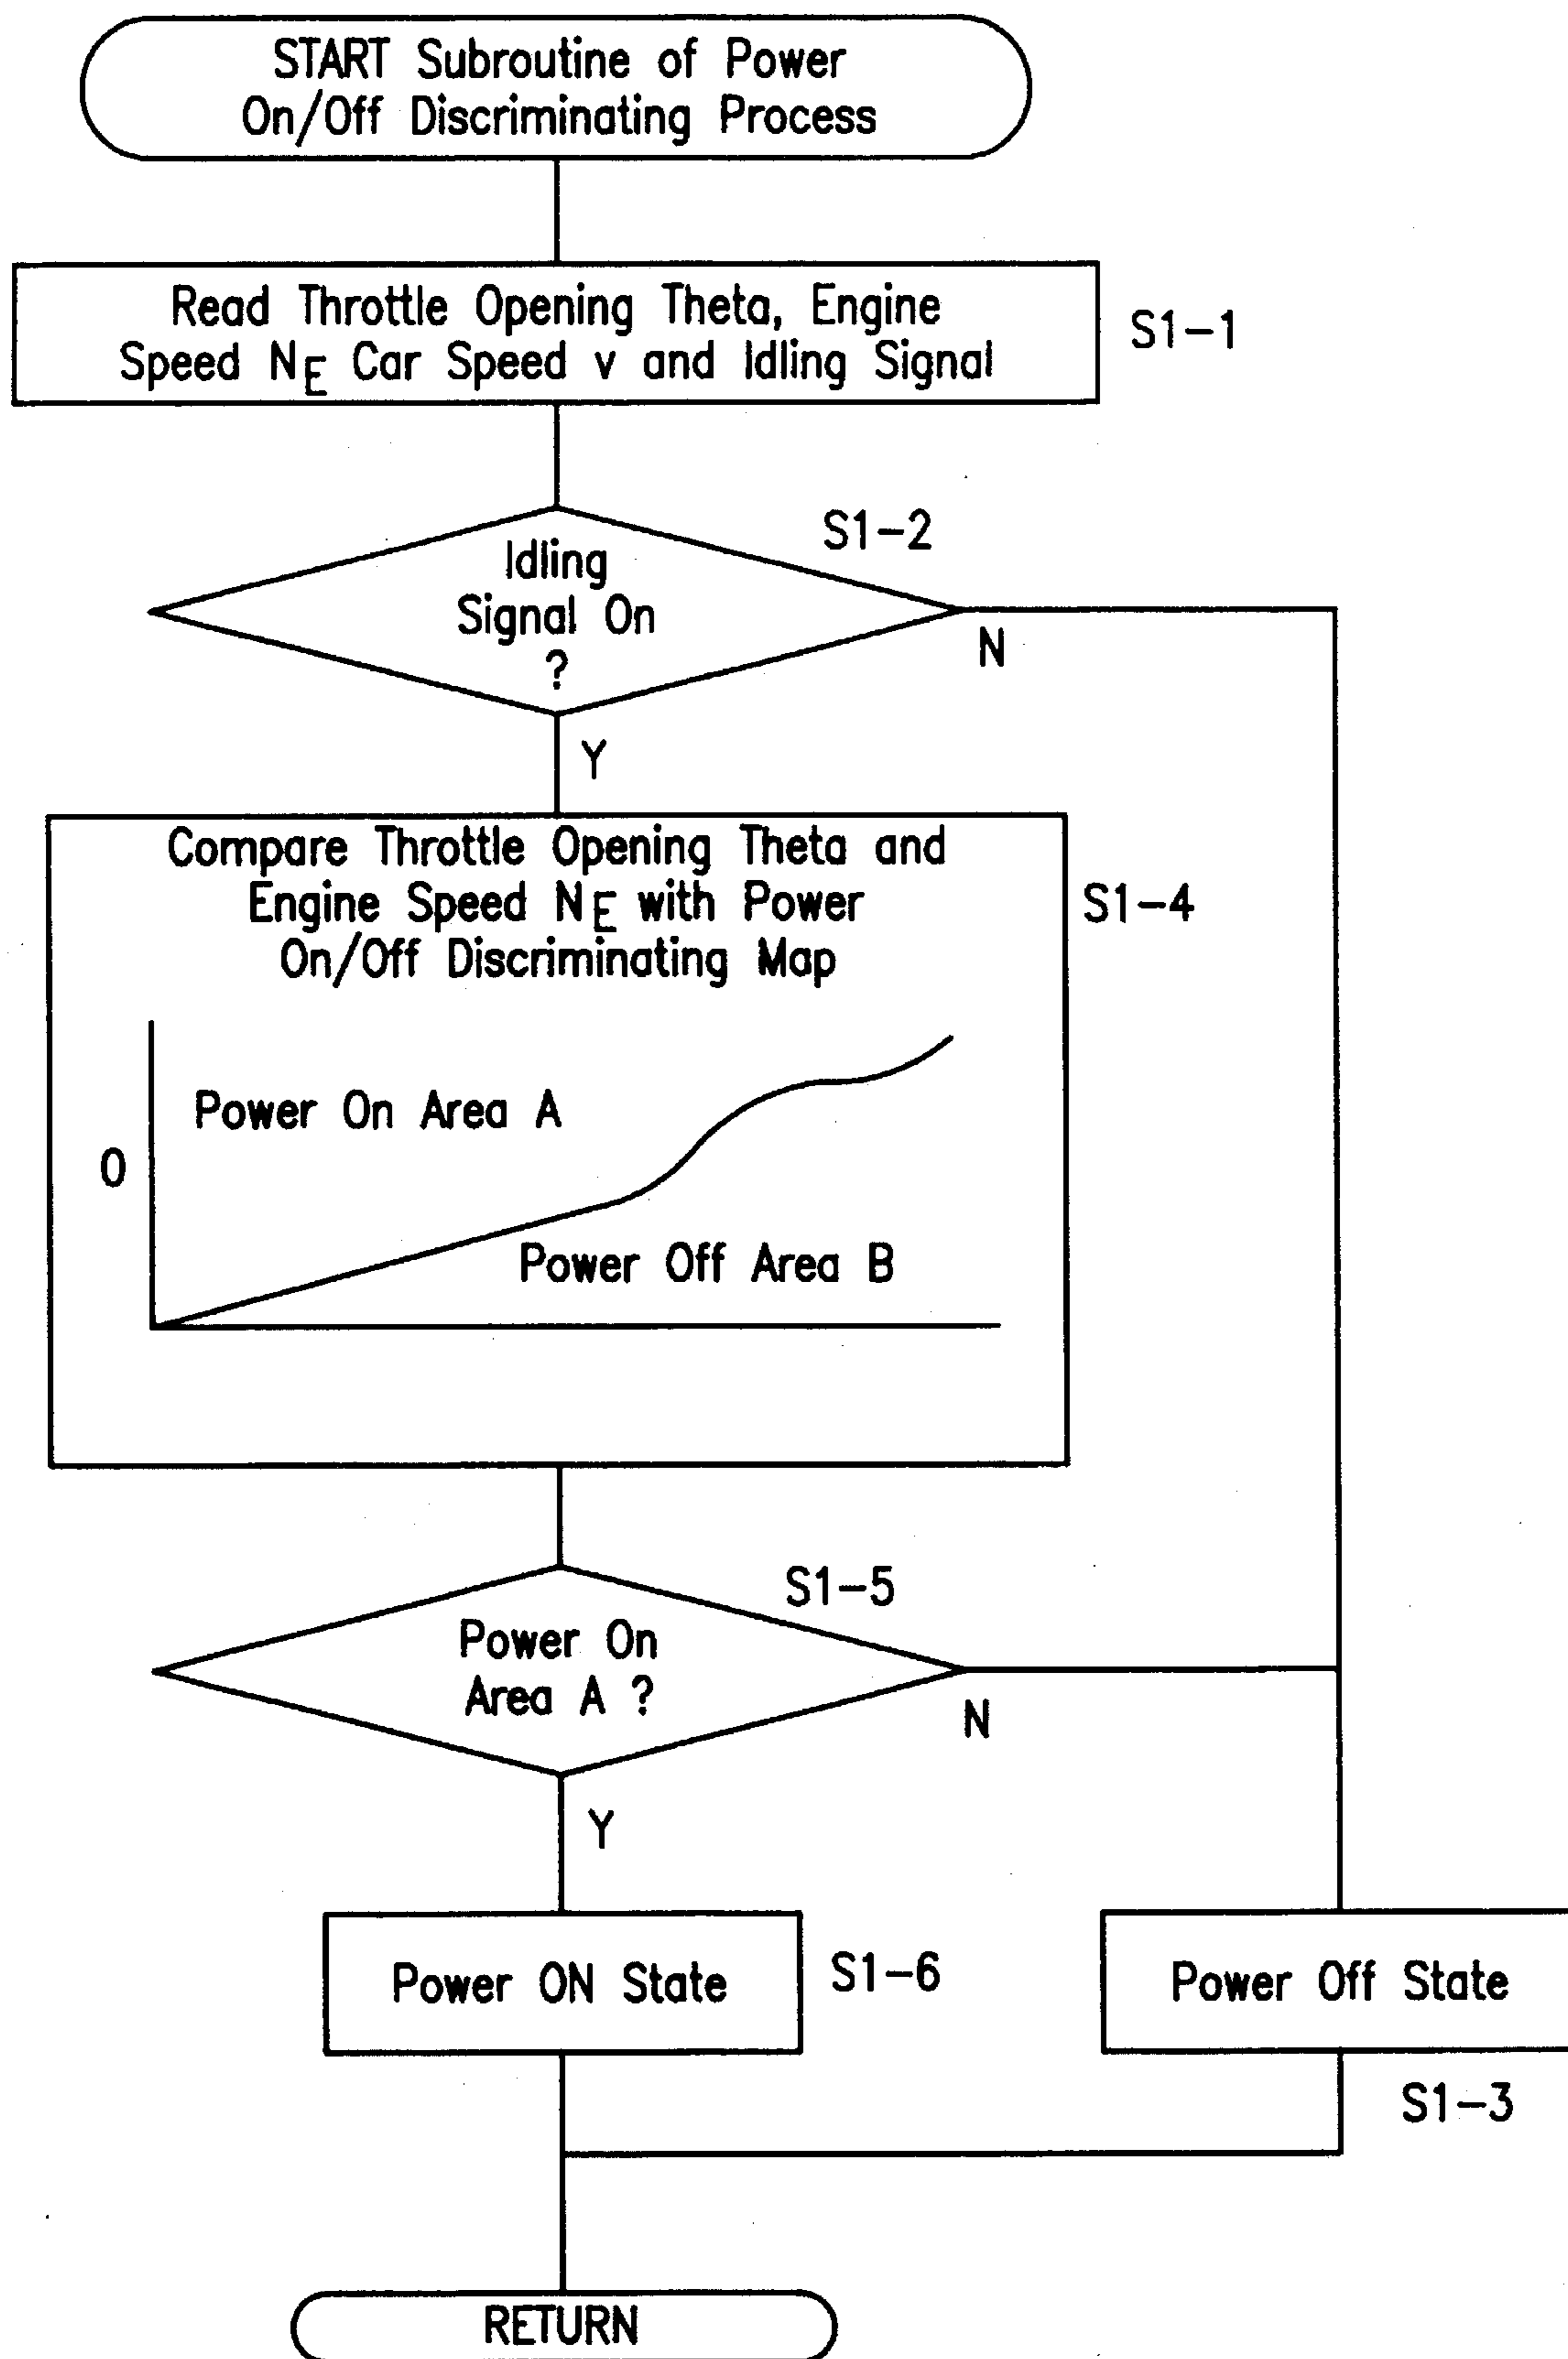 START Subroutine of Power
On/Off Discriminating Process
Read Throttle Opening Theta, Engine
Speed NE Car Speed v and Idling Signal
S1-1
S1-2
Idling
Signal On
?
N
Y
Compare Throttle Opening Theta and
Engine Speed NE with Power
On/Off Discriminating Map
S1-4
Power On Area A
0
Power Off Area B
S1-5
Power On
Area A ?
N
Y
Power ON State
S1-6
Power Off State
S1-3
RETURN